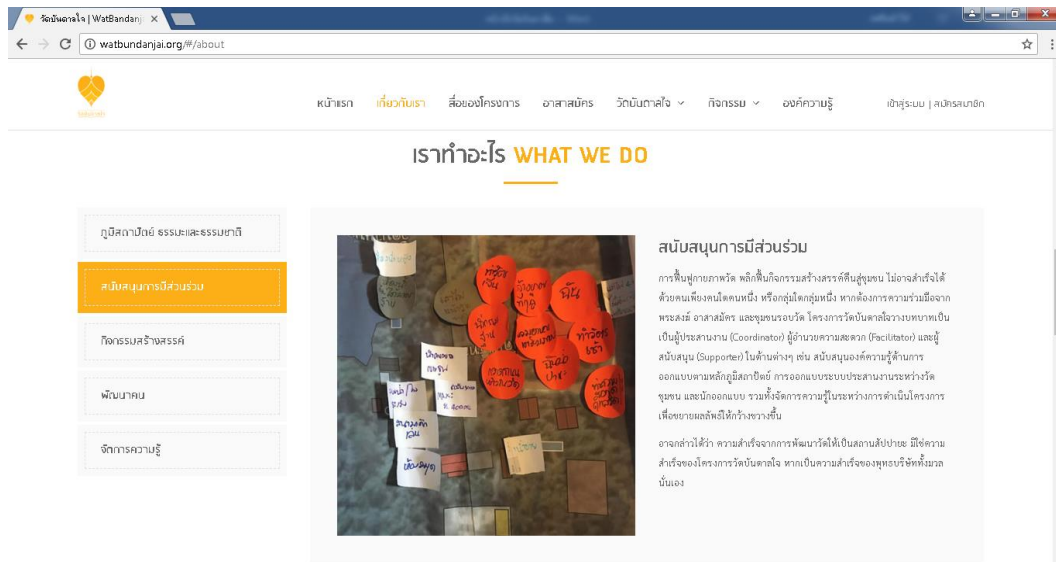 วัดบันดาลใจ | WatBandanj
watbundanjai.org/#/about
หน้าแรก เกี่ยวกับเรา สื่อของโครงการ อาสาสมัคร วัดบันดาลใจ กิจกรรม องค์ความรู้ เข้าสู่ระบบ | สมัครสมาชิก
เราทำอะไร WHAT WE DO
ภูมิสถาปัตย์ ธรรมะและธรรมชาติ
สนับสนุนการมีส่วนร่วม
กิจกรรมสร้างสรรค์
พัฒนาคน
จัดการความรู้
สนับสนุนการมีส่วนร่วม
การฟื้นฟูกายภาพวัด พลิกฟื้นกิจกรรมสร้างสรรค์คืนสู่ชุมชน ไม่อาจสำเร็จได้
ด้วยคนเพียงคนใดคนหนึ่ง หรือกลุ่มใดกลุ่มหนึ่ง หากต้องการความร่วมมือจาก
พระสงฆ์ อาสาสมัคร และชุมชนรอบวัด โครงการวัดบันดาลใจวางบทบาทเป็น
เป็นผู้ประสานงาน (Coordinator) ผู้อำนวยความสะดวก (Facilitator) และผู้
สนับสนุน (Supporter) ในด้านต่างๆ เช่น สนับสนุนองค์ความรู้ด้านการ
ออกแบบตามหลักภูมิสถาปัตย์ การออกแบบระบบประสานงานระหว่างวัด
ชุมชน และนักออกแบบ รวมทั้งจัดการความรู้ในระหว่างการดำเนินโครงการ
เพื่อขยายผลลัพธ์ให้กว้างขวางขึ้น
อาจกล่าวได้ว่า ความสำเร็จจากการพัฒนาวัดให้เป็นสถานสัปปายะ มิใช่ความ
สำเร็จของโครงการวัดบันดาลใจ หากเป็นความสำเร็จของพุทธบริษัททั้งมวล
นั่นเอง